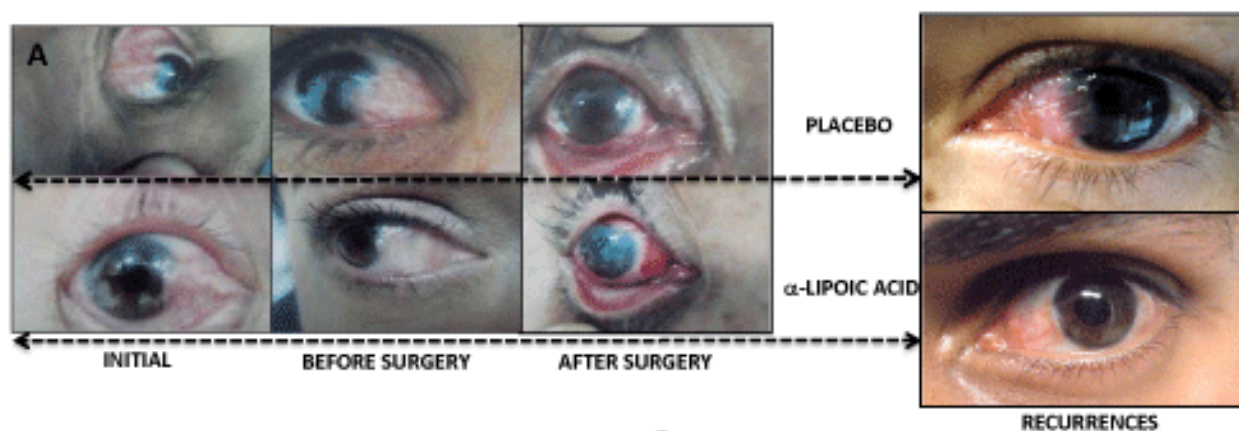 A
PLACEBO
α-LIPOIC ACID
INITIAL
BEFORE SURGERY
AFTER SURGERY
RECURRENCES